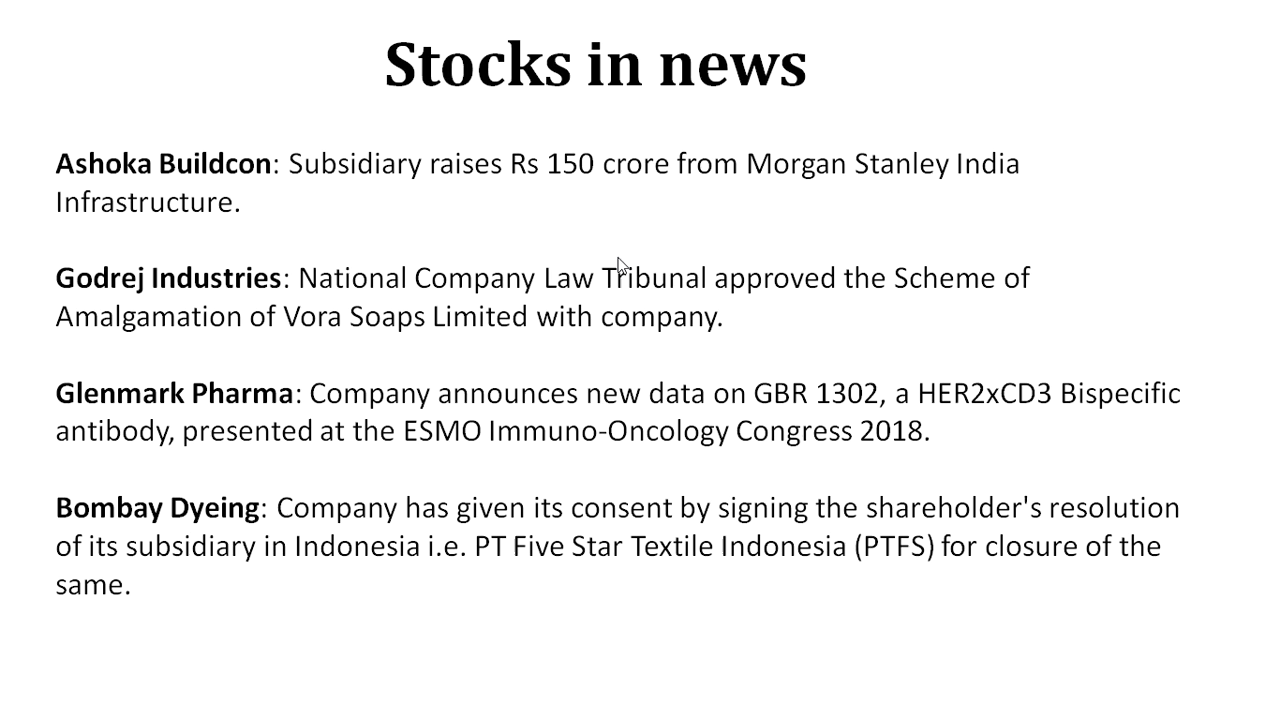 Stocks in news
Ashoka Buildcon: Subsidiary raises Rs 150 crore from Morgan Stanley India
Infrastructure.
Godrej Industries: National Company Law Tribunal approved the Scheme of
Amalgamation of Vora Soaps Limited with company.
Glenmark Pharma: Company announces new data on GBR 1302, a HER2xCD3 Bispecific
antibody, presented at the ESMO Immuno-Oncology Congress 2018.
Bombay Dyeing: Company has given its consent by signing the shareholder's resolution
of its subsidiary in Indonesia i.e. PT Five Star Textile Indonesia (PTFS) for closure of the
same.